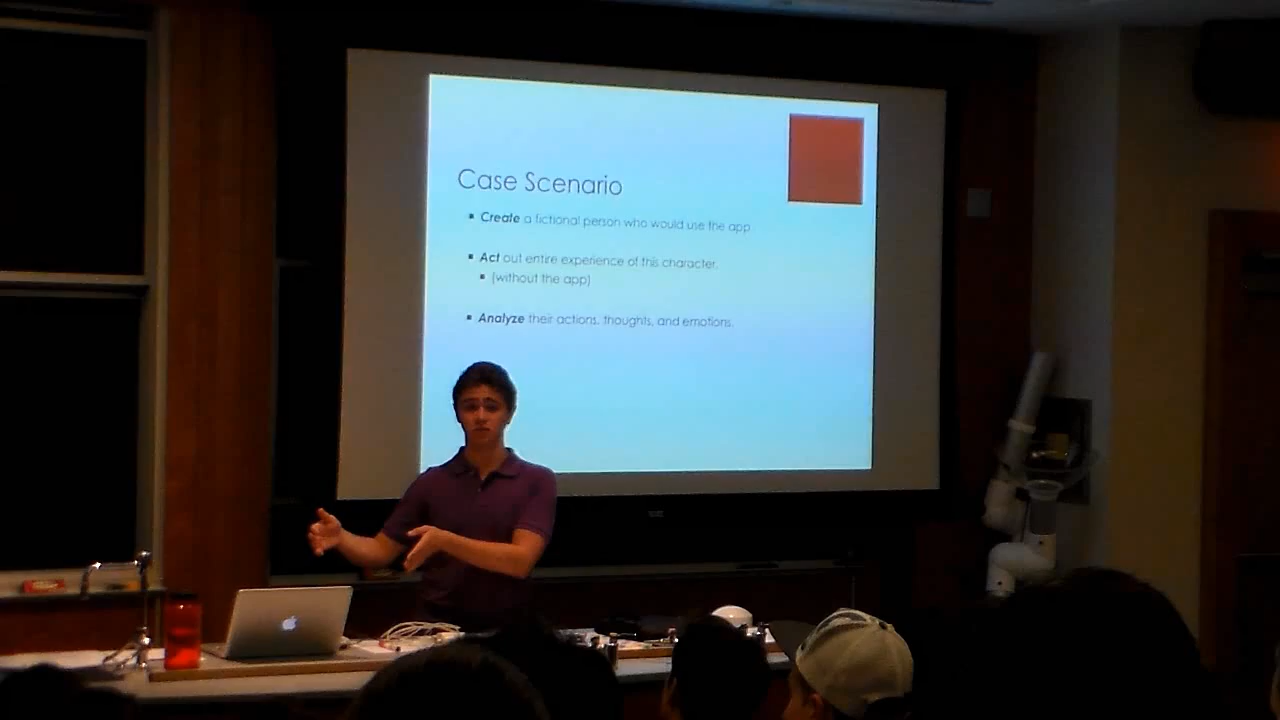 Case Scenario
▪ Create a fictional person who would use the app
▪ Act out entire experience of this character.
▪ (without the app)
▪ Analyze their actions, thoughts, and emotions.